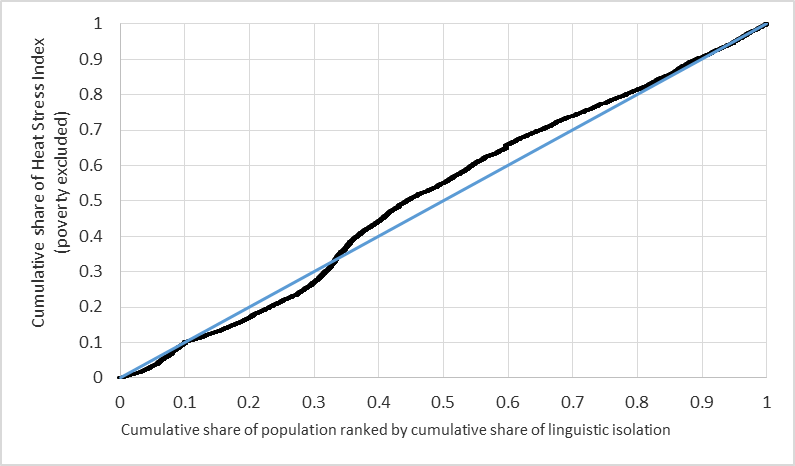 Cumulative share of Heat Stress Index
(poverty excluded)
1
0.9
0.8
0.7
0.6
0.5
0.4
0.3
0.2
0.1
0
0 0.1 0.2 0.3 0.4 0.5 0.6 0.7 0.8 0.9 1
Cumulative share of population ranked by cumulative share of linguistic isolation